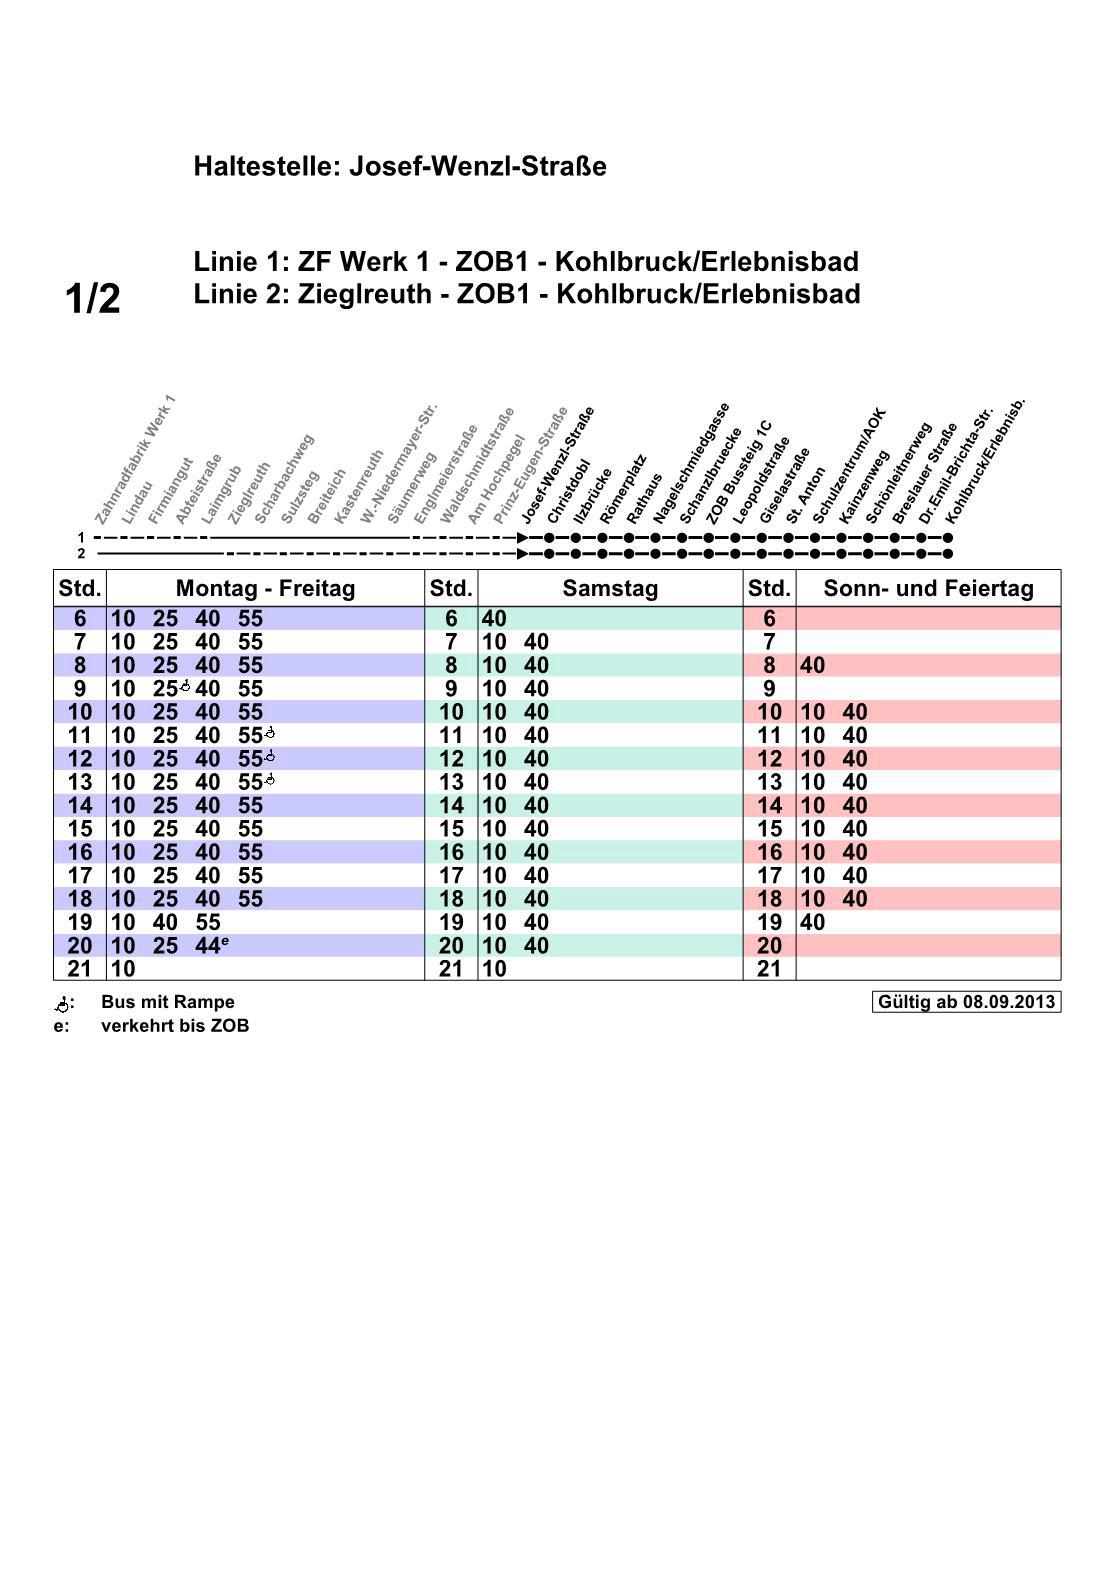 Haltestelle: Josef-Wenzl-Straße
1/2
Linie 1: ZF Werk 1 - ZOB1 - Kohlbruck/Erlebnisbad
Linie 2: Zieglreuth - ZOB1 - Kohlbruck/Erlebnisbad
Zahnradfabrik Werk 1
Lindau
Firmiangut
Abteistraße
Laimgrub
Zieglreuth
Scharbachweg
Sulzsteg
Breiteich
Kastenreuth
W.-Niedermayer-Str.
Säumerweg
Englmeierstraße
Waldschmidtstraße
Am Hochpegel
Prinz-Eugen-Straße
Josef-Wenzl-Straße
Christdobl
Ilzbrücke
Römerplatz
Rathaus
Nagelschmiedgasse
Schanzlbruecke
ZOB Bussteig 1C
Leopoldstraße
Giselastraße
St. Anton
Schulzentrum/AOK
Kainzenweg
Schönleitnerweg
Breslauer Straße
Dr.Emil-Brichta-Str.
Kohlbruck/Erlebnisb.
1
2
Std. Montag - Freitag Std. Samstag Std. Sonn- und Feiertag
6 10 25 40 55 6 40 6
7 10 25 40 55 7 10 40 7
8 10 25 40 55 8 10 40 8 40
9 10 25 40 55 9 10 40 9
10 10 25 40 55 10 10 40 10 10 40
11 10 25 40 55 11 10 40 11 10 40
12 10 25 40 55 12 10 40 12 10 40
13 10 25 40 55 13 10 40 13 10 40
14 10 25 40 55 14 10 40 14 10 40
15 10 25 40 55 15 10 40 15 10 40
16 10 25 40 55 16 10 40 16 10 40
17 10 25 40 55 17 10 40 17 10 40
18 10 25 40 55 18 10 40 18 10 40
19 10 40 55 19 10 40 19 40
20 10 25 44e 20 10 40 20
21 10 21 10 21
: Bus mit Rampe Gültig ab 08.09.2013
e: verkehrt bis ZOB